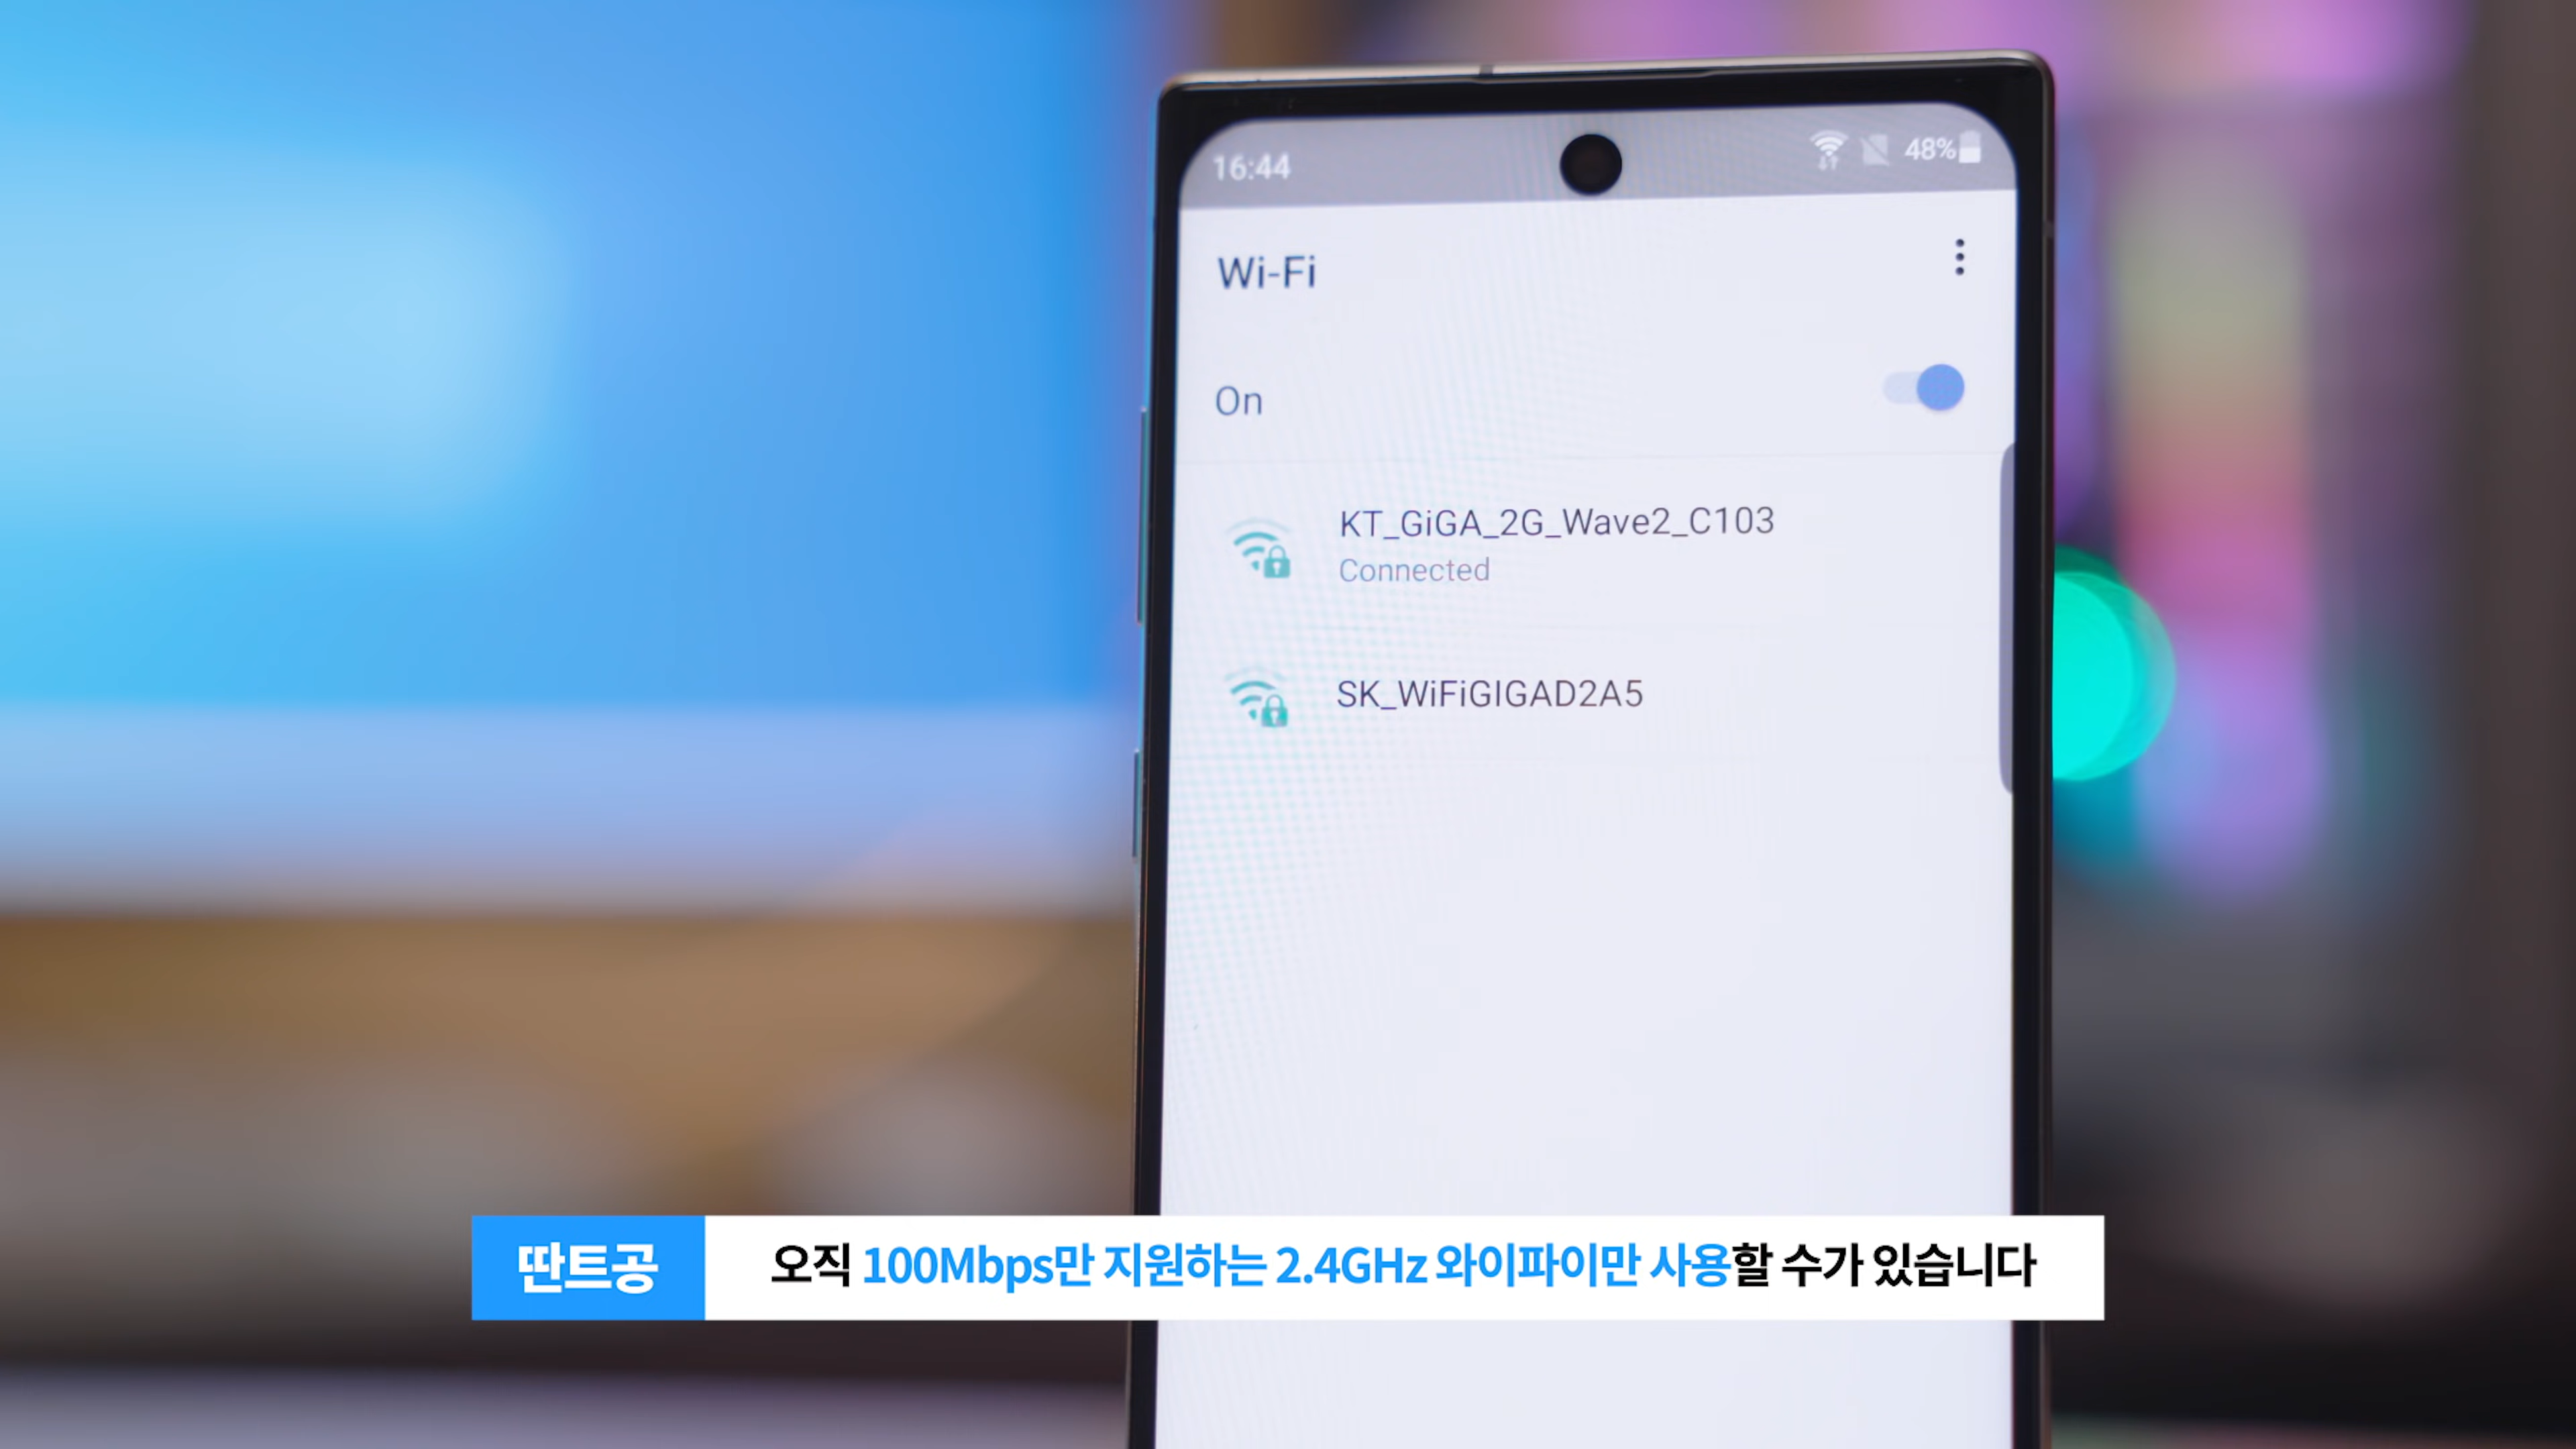 16:44
48%
Wi-Fi
On
KT_GiGA_2G_Wave2_C103
Connected
SK_WiFiGIGAD2A5
딴트공 오직 100Mbps만 지원하는 2.4GHz 와이파이만 사용할 수가 있습니다